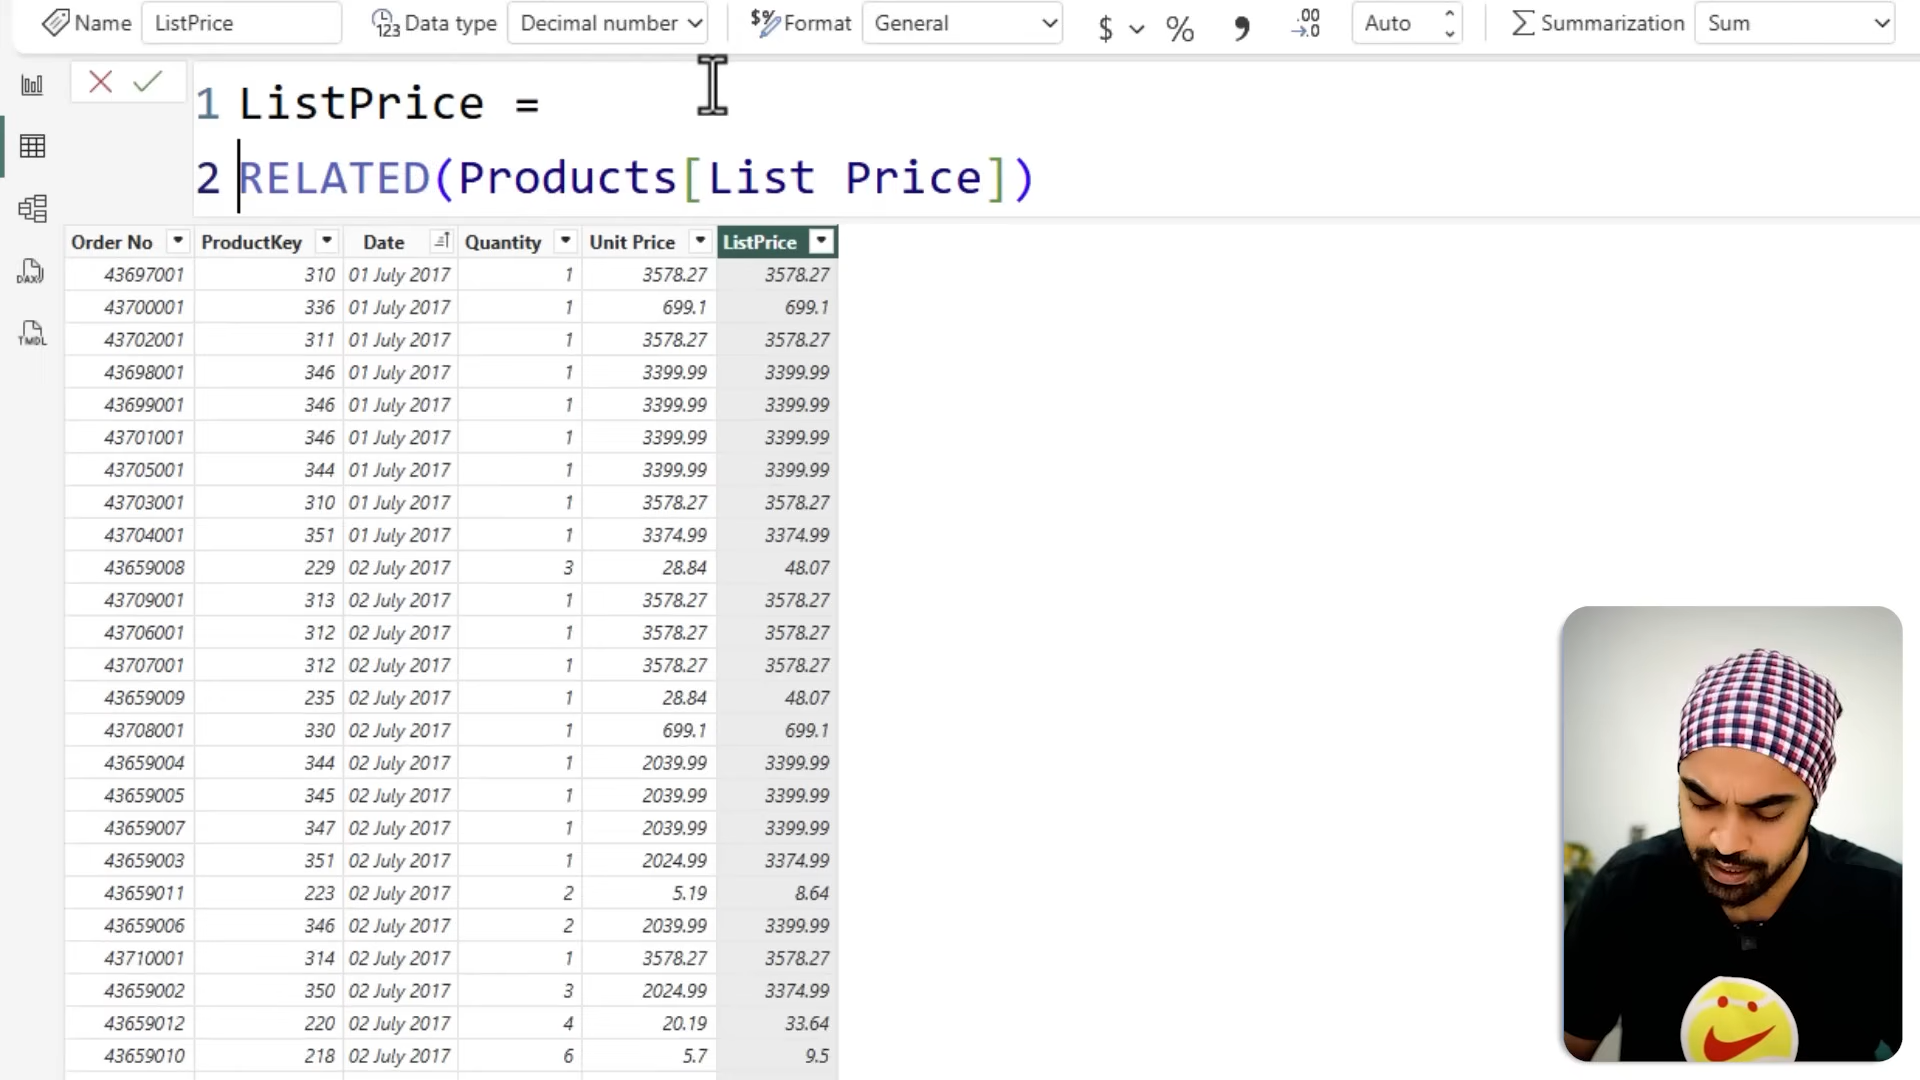 Name ListPrice 123 Data type Decimal number $% Format General $ % , .00 →.0 Auto Σ Summarization Sum
1 ListPrice =
2 RELATED(Products[List Price])
DAX
TMDL
Order No ProductKey Date Quantity Unit Price ListPrice
43697001 310 01 July 2017 1 3578.27 3578.27
43700001 336 01 July 2017 1 699.1 699.1
43702001 311 01 July 2017 1 3578.27 3578.27
43698001 346 01 July 2017 1 3399.99 3399.99
43699001 346 01 July 2017 1 3399.99 3399.99
43701001 346 01 July 2017 1 3399.99 3399.99
43705001 344 01 July 2017 1 3399.99 3399.99
43703001 310 01 July 2017 1 3578.27 3578.27
43704001 351 01 July 2017 1 3374.99 3374.99
43659008 229 02 July 2017 3 28.84 48.07
43709001 313 02 July 2017 1 3578.27 3578.27
43706001 312 02 July 2017 1 3578.27 3578.27
43707001 312 02 July 2017 1 3578.27 3578.27
43659009 235 02 July 2017 1 28.84 48.07
43708001 330 02 July 2017 1 699.1 699.1
43659004 344 02 July 2017 1 2039.99 3399.99
43659005 345 02 July 2017 1 2039.99 3399.99
43659007 347 02 July 2017 1 2039.99 3399.99
43659003 351 02 July 2017 1 2024.99 3374.99
43659011 223 02 July 2017 2 5.19 8.64
43659006 346 02 July 2017 2 2039.99 3399.99
43710001 314 02 July 2017 1 3578.27 3578.27
43659002 350 02 July 2017 3 2024.99 3374.99
43659012 220 02 July 2017 4 20.19 33.64
43659010 218 02 July 2017 6 5.7 9.5